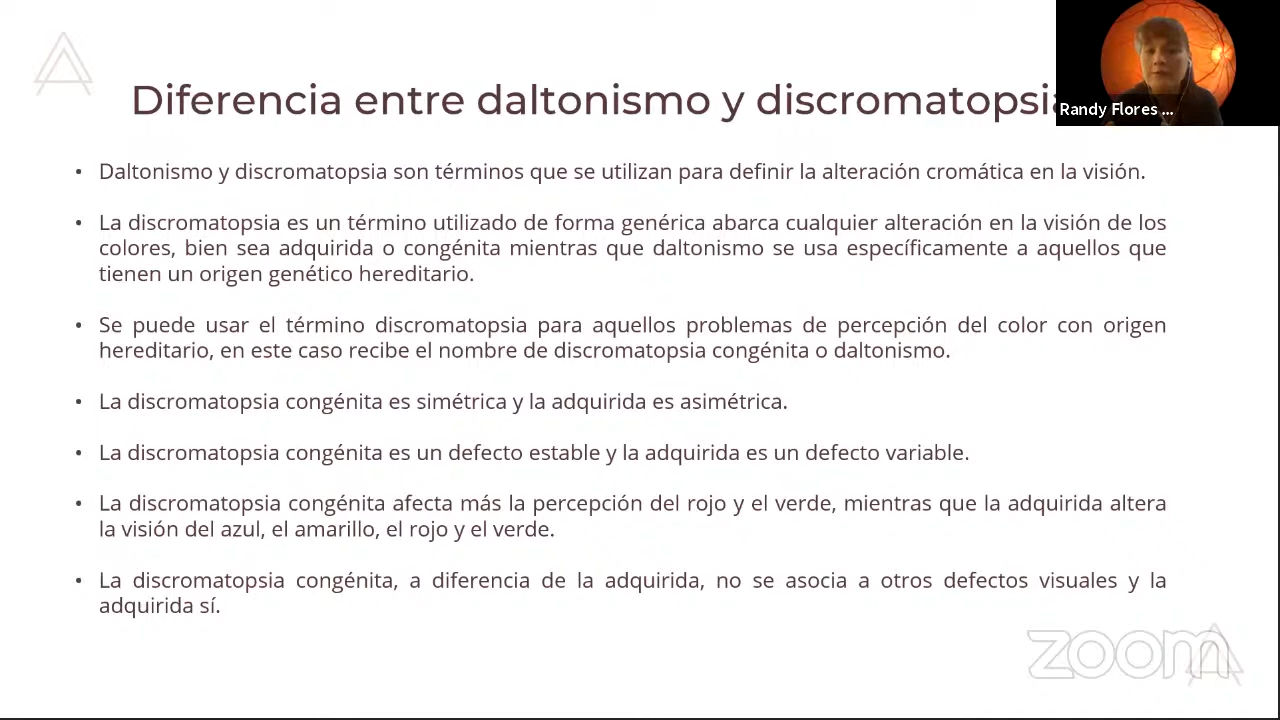 Diferencia entre daltonismo y discromatopsia
Randy Flores ...
• Daltonismo y discromatopsia son términos que se utilizan para definir la alteración cromática en la visión.
• La discromatopsia es un término utilizado de forma genérica abarca cualquier alteración en la visión de los
colores, bien sea adquirida o congénita mientras que daltonismo se usa específicamente a aquellos que
tienen un origen genético hereditario.
• Se puede usar el término discromatopsia para aquellos problemas de percepción del color con origen
hereditario, en este caso recibe el nombre de discromatopsia congénita o daltonismo.
• La discromatopsia congénita es simétrica y la adquirida es asimétrica.
• La discromatopsia congénita es un defecto estable y la adquirida es un defecto variable.
• La discromatopsia congénita afecta más la percepción del rojo y el verde, mientras que la adquirida altera
la visión del azul, el amarillo, el rojo y el verde.
• La discromatopsia congénita, a diferencia de la adquirida, no se asocia a otros defectos visuales y la
adquirida sí.
zoom